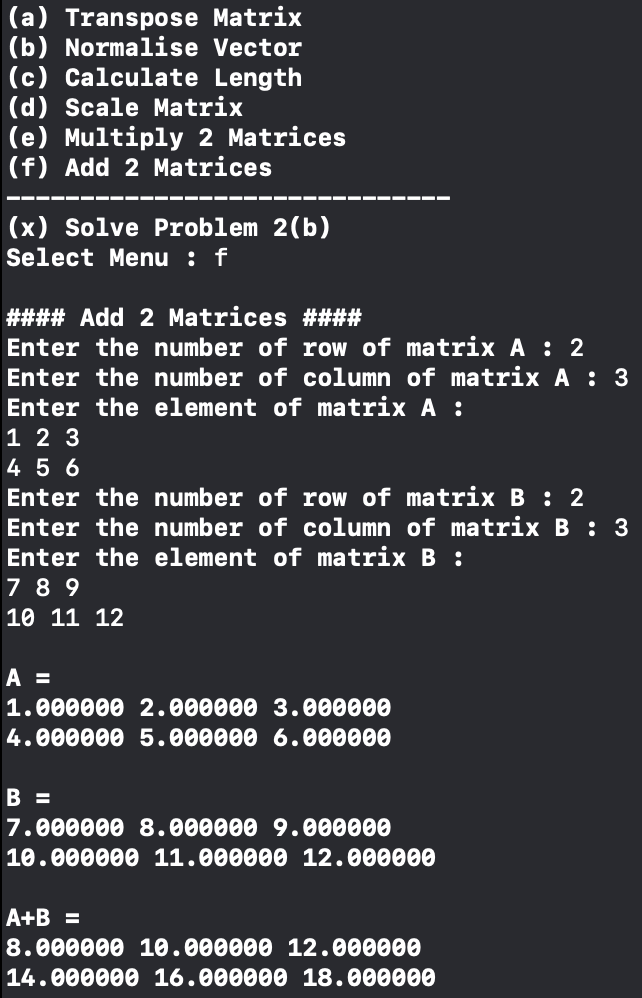 (a) Transpose Matrix
(b) Normalise Vector
(c) Calculate Length
(d) Scale Matrix
(e) Multiply 2 Matrices
(f) Add 2 Matrices
------------------------------
(x) Solve Problem 2(b)
Select Menu : f
#### Add 2 Matrices ####
Enter the number of row of matrix A : 2
Enter the number of column of matrix A : 3
Enter the element of matrix A :
1 2 3
4 5 6
Enter the number of row of matrix B : 2
Enter the number of column of matrix B : 3
Enter the element of matrix B :
7 8 9
10 11 12
A =
1.000000 2.000000 3.000000
4.000000 5.000000 6.000000
B =
7.000000 8.000000 9.000000
10.000000 11.000000 12.000000
A+B =
8.000000 10.000000 12.000000
14.000000 16.000000 18.000000